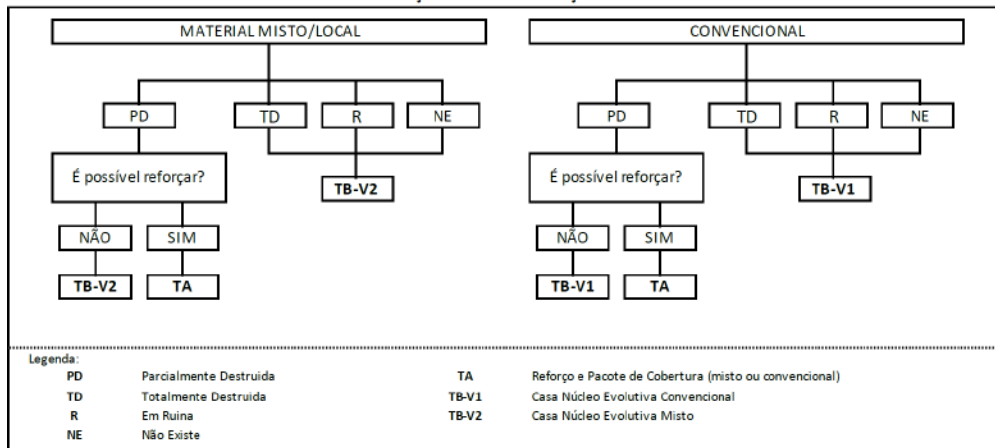 MATERIAL MISTO/LOCAL
CONVENCIONAL
PD
TD
R
NE
PD
TD
R
NE
É possível reforçar?
TB-V2
É possível reforçar?
TB-V1
NÃO
SIM
NÃO
SIM
TB-V2
TA
TB-V1
TA
Legenda:
PD Parcialmente Destruida TA Reforço e Pacote de Cobertura (misto ou convencional)
TD Totalmente Destruida TB-V1 Casa Núcleo Evolutiva Convencional
R Em Ruina TB-V2 Casa Núcleo Evolutiva Misto
NE Não Existe